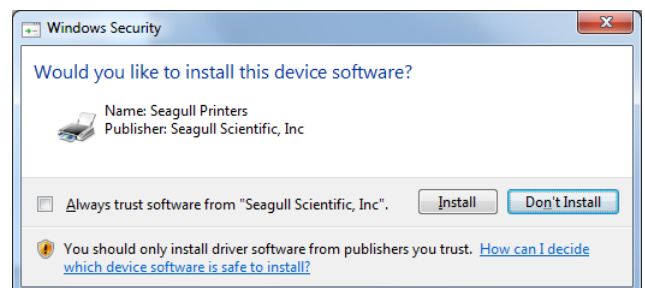 Windows Security
Would you like to install this device software?
Name: Seagull Printers
Publisher: Seagull Scientific, Inc
Always trust software from "Seagull Scientific, Inc".
Install
Don't Install
You should only install driver software from publishers you trust. How can I decide
which device software is safe to install?